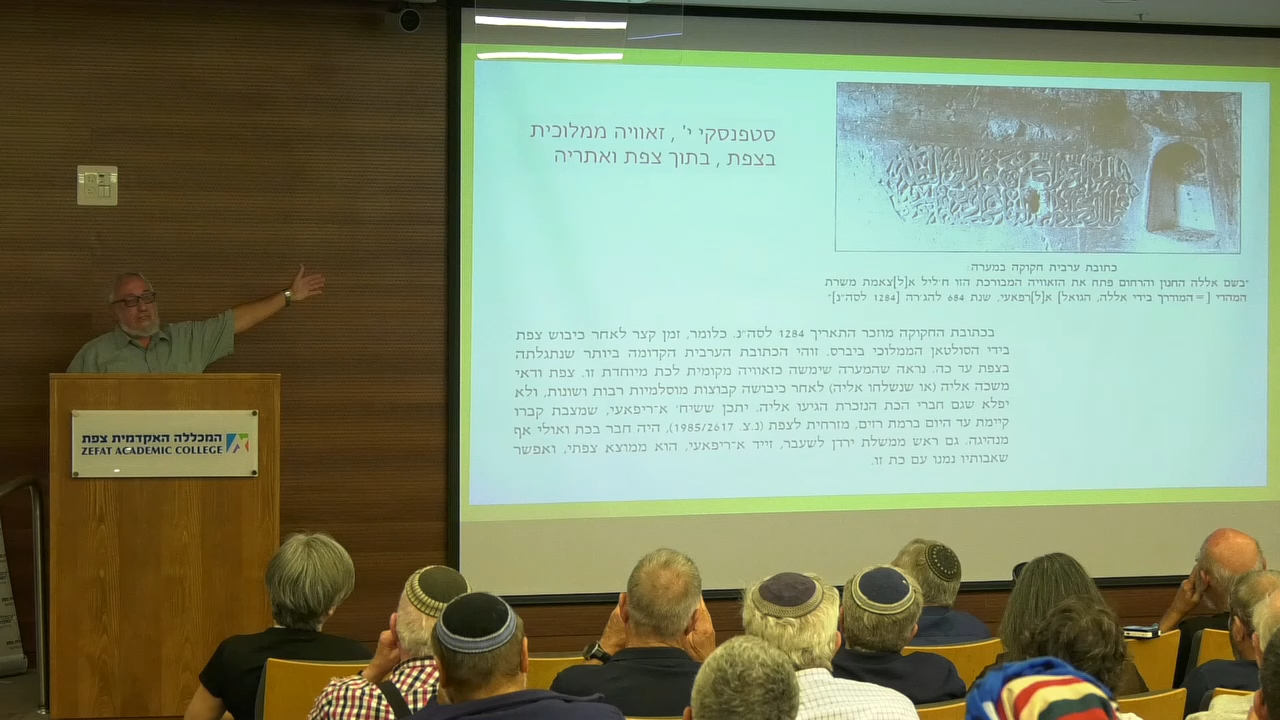 סטפנסקי י', זאוויה ממלוכית
בצפת, בתוך צפת ואתריה
כתובת ערבית חקוקה במערה:
"בשם אללה החנון והרחום פתח את הזאוויה המבורכת הזו ח'ליל א[ל]צאמת משרת
המהדי [=המודרך בידי אללה, הגואל] א[ל]רפאעי, שנת 684 להג'רה [1284 לסה"נ]"
בכתובת החקוקה מוזכר התאריך 1284 לסה"נ. כלומר, זמן קצר לאחר כיבוש צפת
בידי הסולטאן הממלוכי ביברס. זוהי הכתובת הערבית הקדומה ביותר שנתגלתה
בצפת עד כה. נראה שהמערה שימשה כזאוויה מקומית לכת מיוחדת זו. צפת ודאי
משכה אליה (או שנשלחו אליה) לאחר כיבושה קבוצות מוסלמיות רבות ושונות, ולא
יפלא שגם חברי הכת הנזכרת הגיעו אליה. יתכן ששיח' א-ריפאעי, שמצבת קברו
קיימת עד היום ברמת רזים, מזרחית לצפת (נ.צ. 1985/2617), היה חבר בכת ואולי אף
מנהיגה. גם ראש ממשלת ירדן לשעבר, זייד א-ריפאעי, הוא ממוצא צפתי, ואפשר
שאבותיו נמנו עם כת זו.
המכללה האקדמית צפת
ZEFAT ACADEMIC COLLEGE